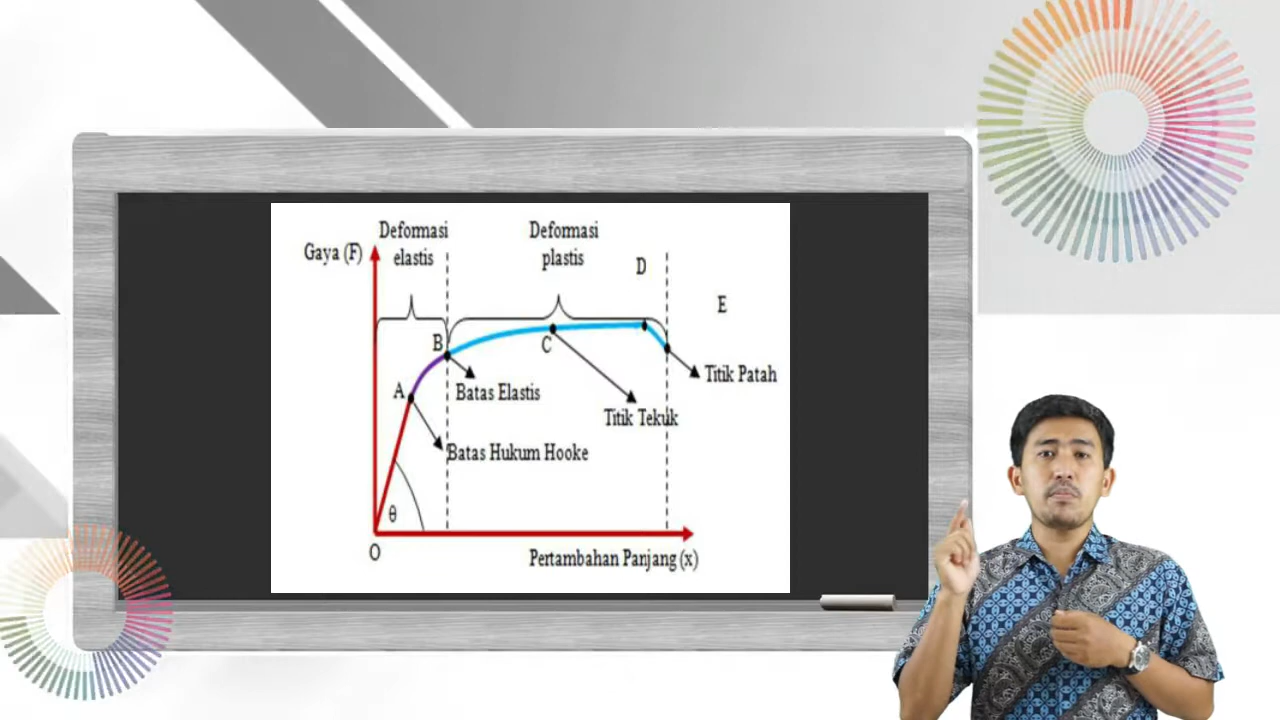 Deformasi
elastis
Deformasi
plastis
Gaya (F)
D
E
B
C
A
Batas Elastis
Titik Patah
Titik Tekuk
Batas Hukum Hooke
θ
O
Pertambahan Panjang (x)